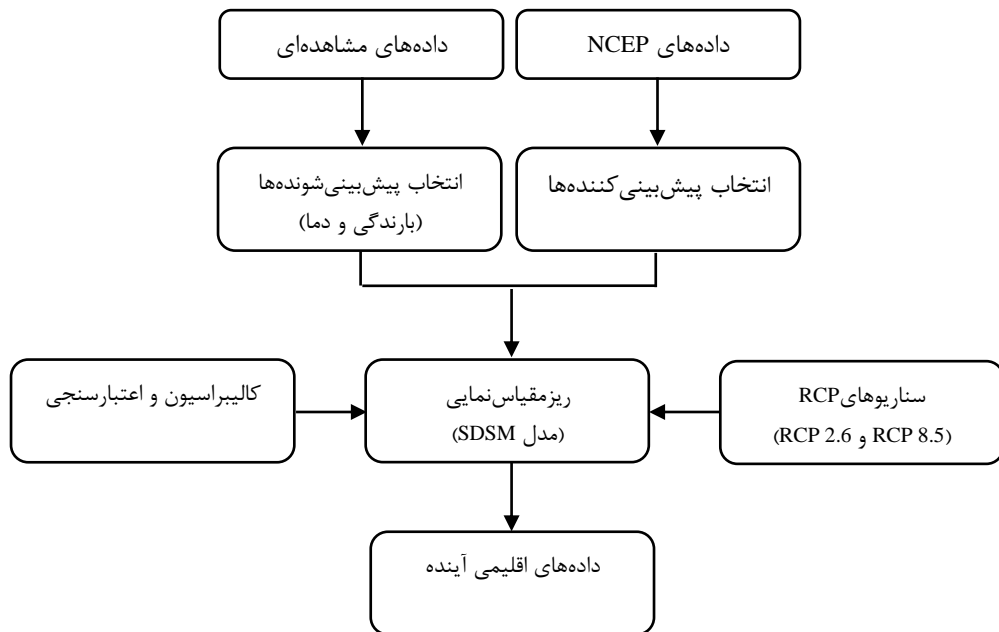 داده‌های NCEP
داده‌های مشاهده‌ای
انتخاب پیش‌بینی‌کننده‌ها
انتخاب پیش‌بینی‌شونده‌ها
(بارندگی و دما)
سناریوهایRCP
(RCP 8.5 و RCP 2.6)
ریزمقیاس‌نمایی
(مدل SDSM)
کالیبراسیون و اعتبارسنجی
داده‌های اقلیمی آینده